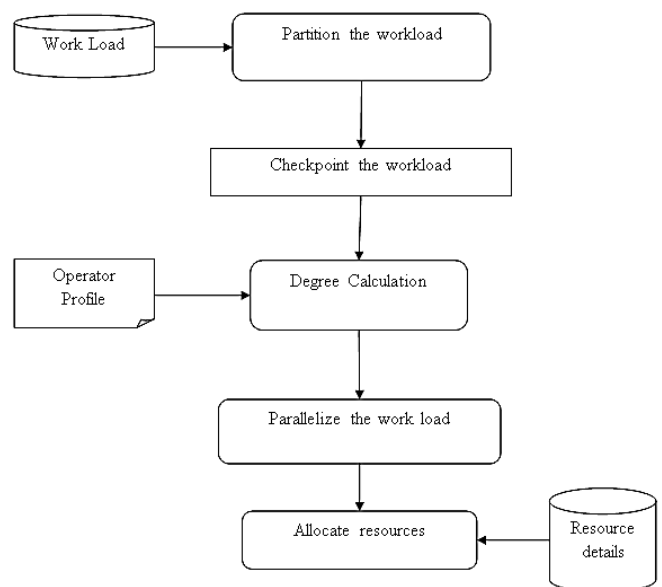 Work Load
Partition the workload
Checkpoint the workload
Operator
Profile
Degree Calculation
Parallelize the work load
Allocate resources
Resource
details